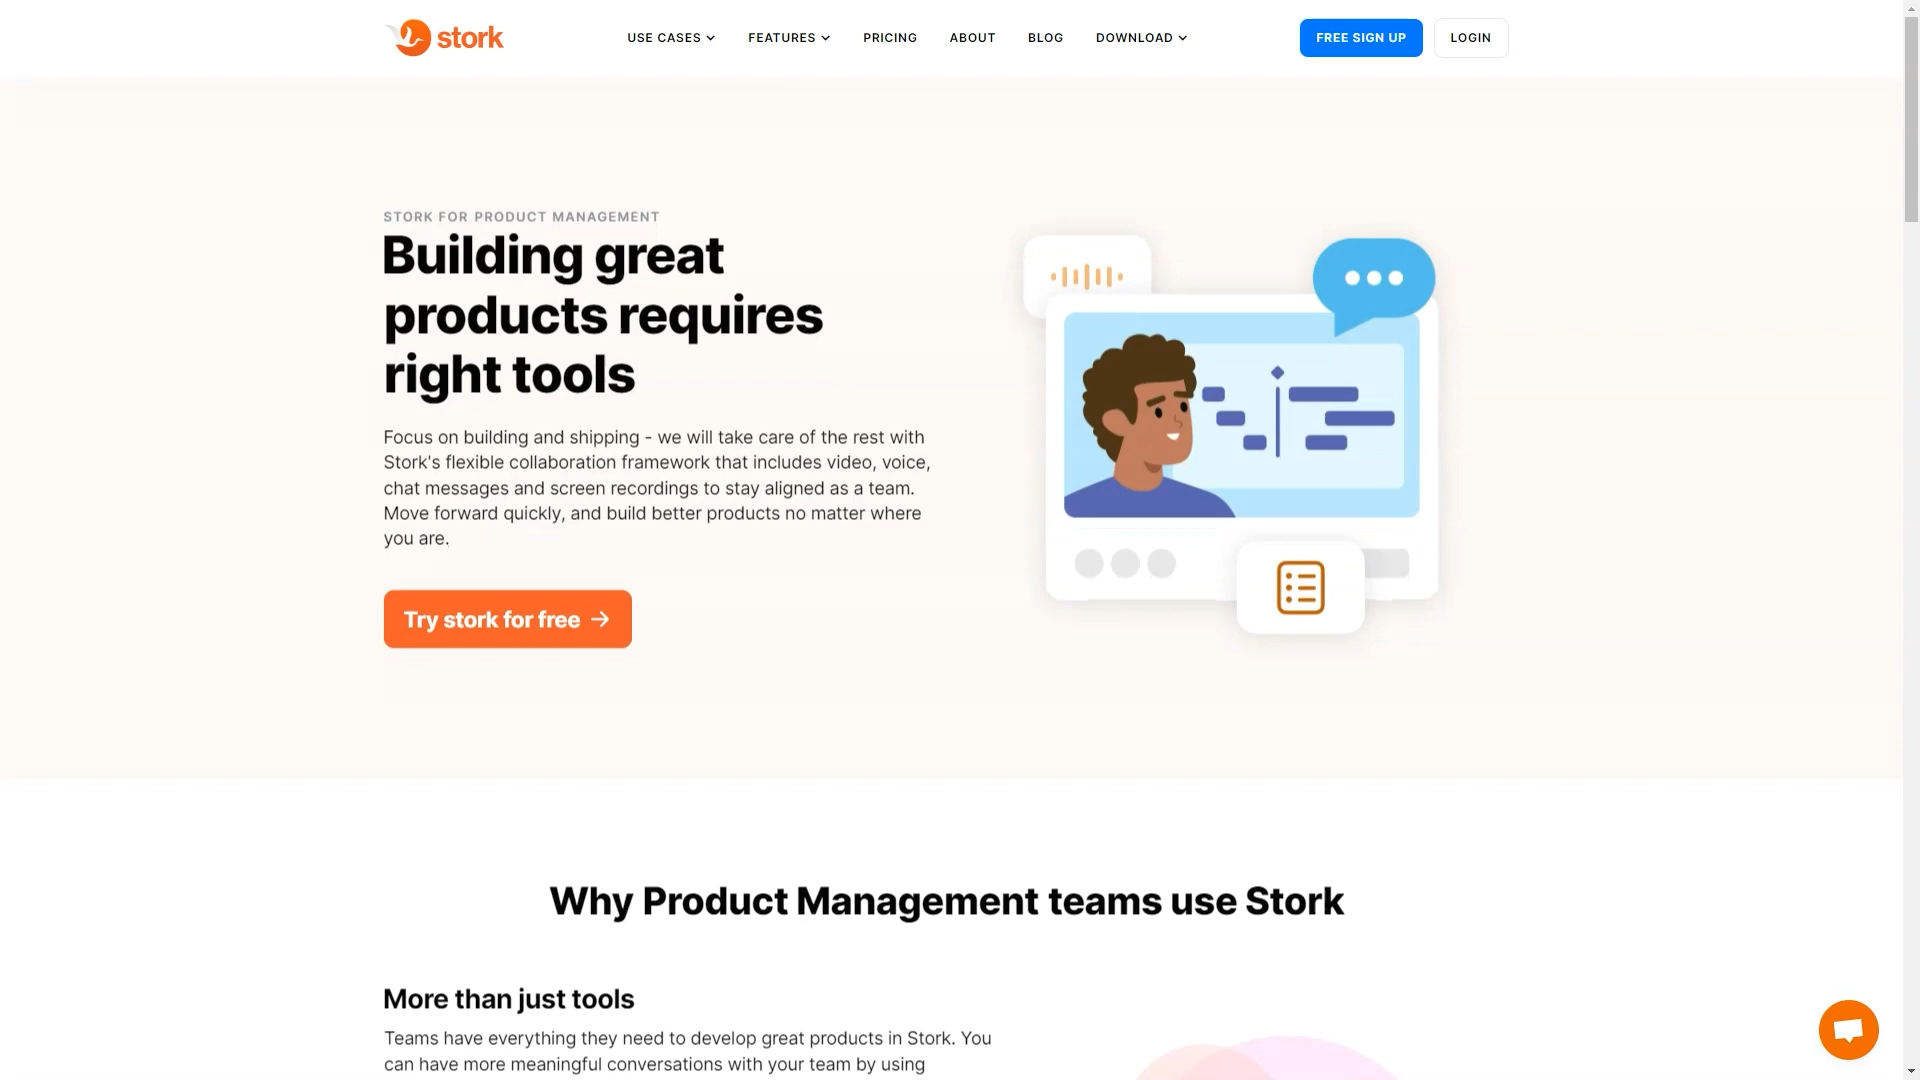 stork
USE CASES
FEATURES
PRICING
ABOUT
BLOG
DOWNLOAD
FREE SIGN UP
LOGIN
STORK FOR PRODUCT MANAGEMENT
Building great
products requires
right tools
Focus on building and shipping - we will take care of the rest with
Stork's flexible collaboration framework that includes video, voice,
chat messages and screen recordings to stay aligned as a team.
Move forward quickly, and build better products no matter where
you are.
Try stork for free →
Why Product Management teams use Stork
More than just tools
Teams have everything they need to develop great products in Stork. You
can have more meaningful conversations with your team by using